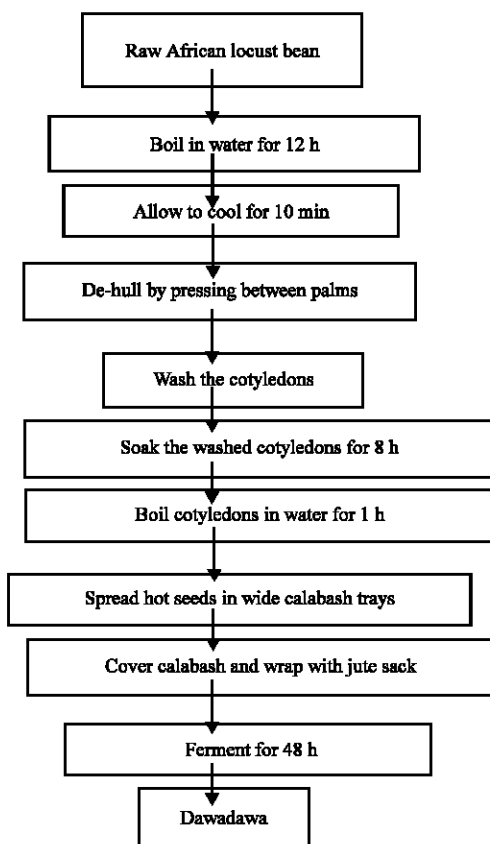 Raw African locust bean
Boil in water for 12 h
Allow to cool for 10 min
De-hull by pressing between palms
Wash the cotyledons
Soak the washed cotyledons for 8 h
Boil cotyledons in water for 1 h
Spread hot seeds in wide calabash trays
Cover calabash and wrap with jute sack
Ferment for 48 h
Dawadawa